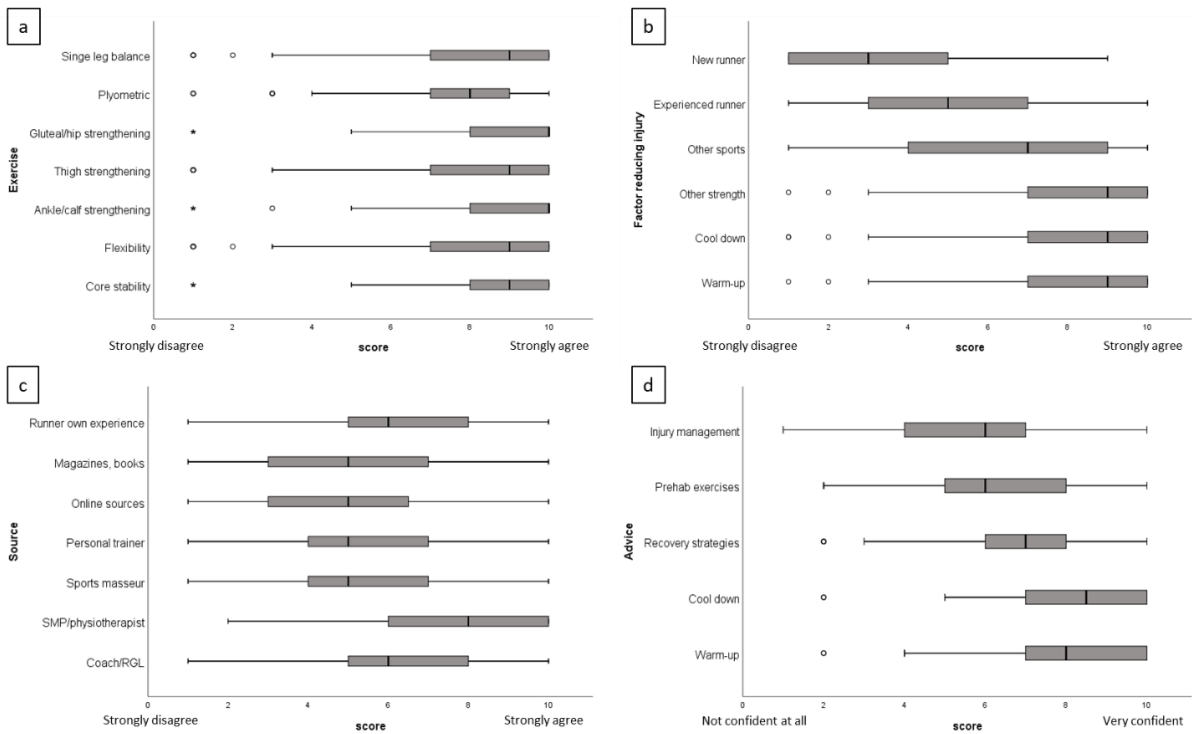 a
Exercise
Singe leg balance
Plyometric
Gluteal/hip strengthening
Thigh strengthening
Ankle/calf strengthening
Flexibility
Core stability
0 2 4 6 8 10
Strongly disagree score Strongly agree
b
Factor reducing injury
New runner
Experienced runner
Other sports
Other strength
Cool down
Warm-up
0 2 4 6 8 10
Strongly disagree score Strongly agree
c
Source
Runner own experience
Magazines, books
Online sources
Personal trainer
Sports masseur
SMP/physiotherapist
Coach/RGL
0 2 4 6 8 10
Strongly disagree score Strongly agree
d
Advice
Injury management
Prehab exercises
Recovery strategies
Cool down
Warm-up
0 2 4 6 8 10
Not confident at all score Very confident